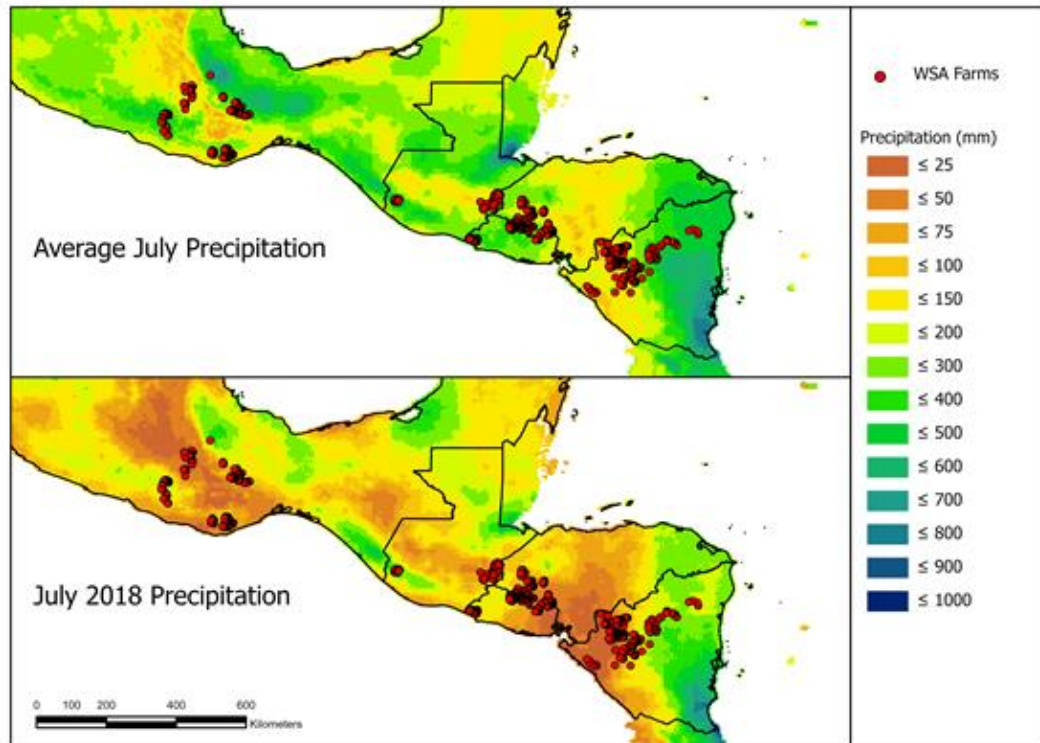 Average July Precipitation
July 2018 Precipitation
0 100 200 400 600
Kilometers
WSA Farms
Precipitation (mm)
≤ 25
≤ 50
≤ 75
≤ 100
≤ 150
≤ 200
≤ 300
≤ 400
≤ 500
≤ 600
≤ 700
≤ 800
≤ 900
≤ 1000